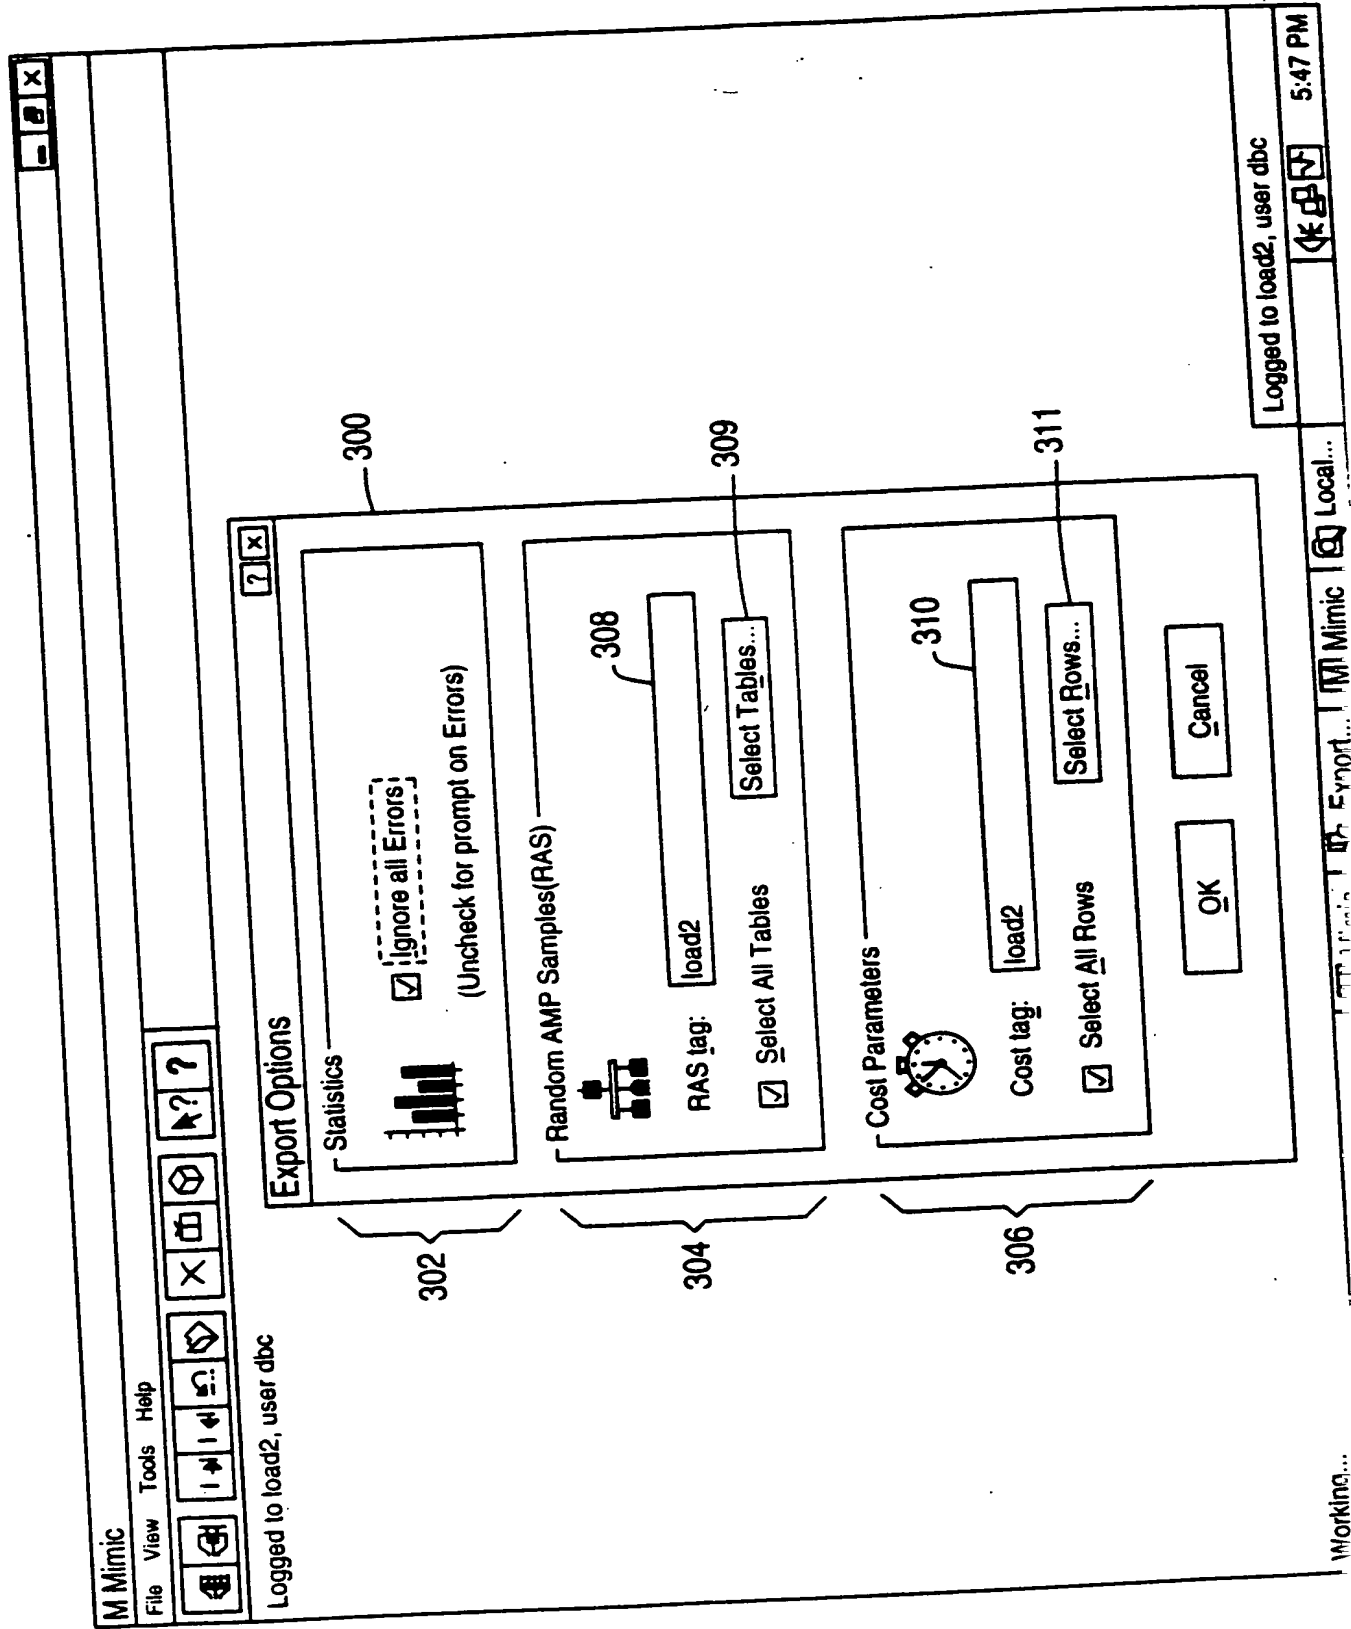 M Mimic
File View Tools Help
Logged to load2, user dbc
Export Options
300
Statistics
Ignore all Errors
(Uncheck for prompt on Errors)
302
Random AMP Samples(RAS)
308
RAS tag:
load2
Select All Tables
Select Tables...
309
304
Cost Parameters
310
Cost tag:
load2
Select All Rows
Select Rows...
311
306
OK
Cancel
Logged to load2, user dbc
Working...
Export...
M Mimic
Local...
5:47 PM